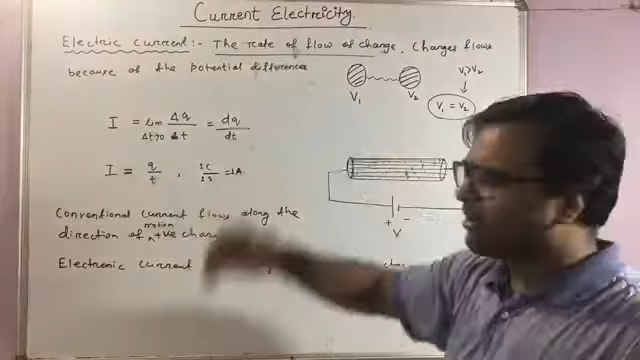 Current Electricity.
Electric current :- The rate of flow of charge. Charges flows
because of the potential difference
V₁ V₂
V₁>V₂
↓
V₁ = V₂
I = lim Δt→0 Δq/Δt = dq/dt
I = q/t , 1C/1s = 1A
+ -
V
Conventional current flows along the
direction of motion +ve
Electronic current